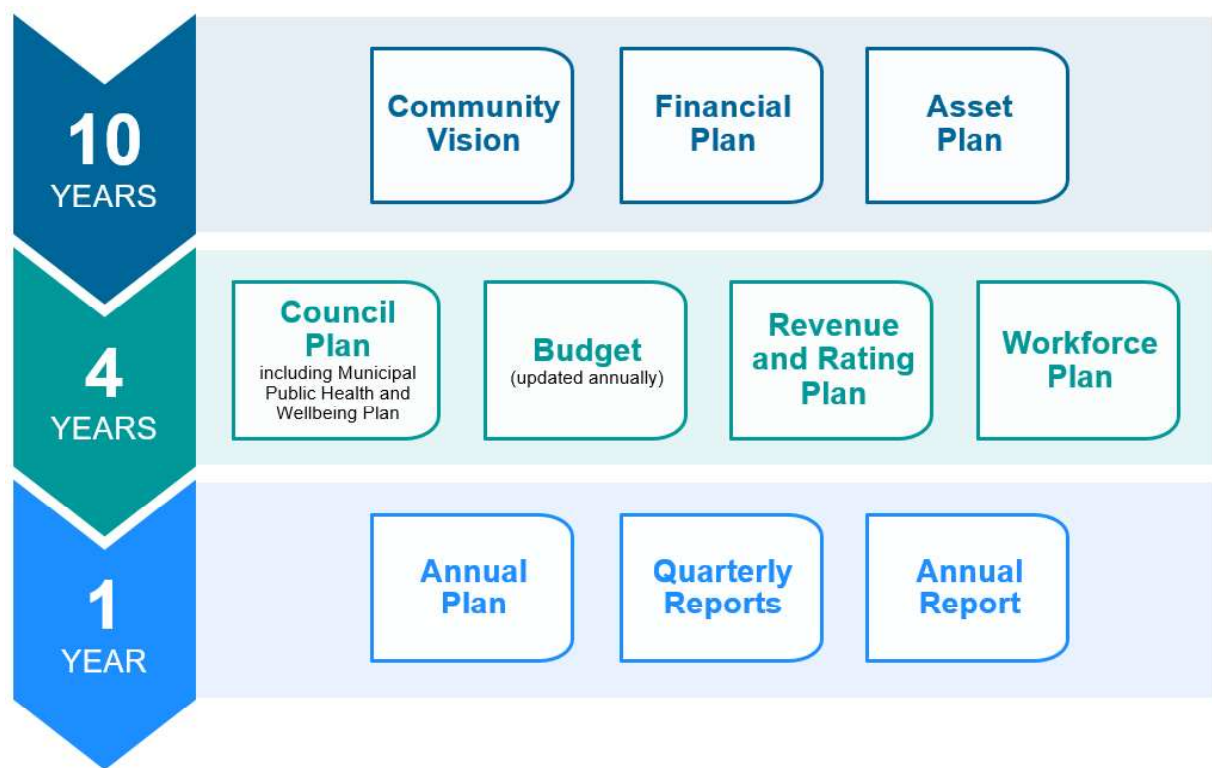 10
YEARS
Community
Vision
Financial
Plan
Asset
Plan
4
YEARS
Council
Plan
including Municipal
Public Health and
Wellbeing Plan
Budget
(updated annually)
Revenue
and Rating
Plan
Workforce
Plan
1
YEAR
Annual
Plan
Quarterly
Reports
Annual
Report